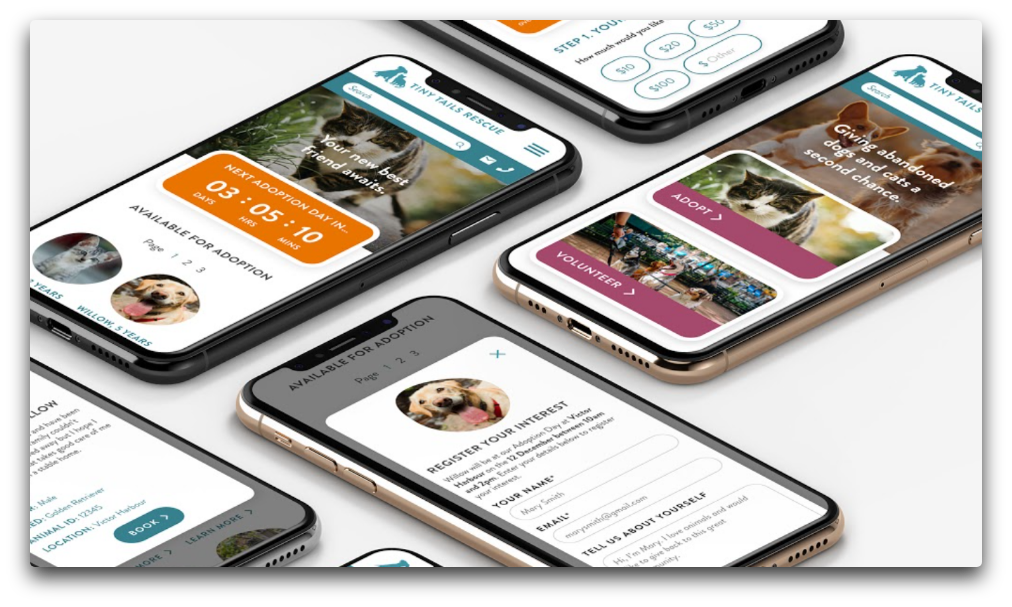 TINY TAILS RESCUE
Search
Your new best
friend awaits.
NEXT ADOPTION DAY IN...
03 : 05 : 10
DAYS HRS MINS
AVAILABLE FOR ADOPTION
Page 1 2 3
YEARS
WILLOW, 5 YEARS
STEP 1.
How much would you like
$10
$20
$50
$100
$ Other
TINY TAILS
Search
Giving abandoned
dogs and cats a
second chance.
ADOPT >
VOLUNTEER >
and have been
couldn't
away but I hope I
takes good care of me
a stable home.
Male
Golden Retriever
ANIMAL ID: 12345
LOCATION: Victor Harbour
BOOK >
LEARN MORE >
MORE >
AVAILABLE FOR ADOPTION
Page 1 2 3
REGISTER YOUR INTEREST
Willow will be at our Adoption Day at Victor
Harbour on the 12 December between 10am
and 2pm. Enter your details below to register
your interest.
YOUR NAME*
Mary Smith
EMAIL*
marysmith@gmail.com
TELL US ABOUT YOURSELF
Hi, I'm Mary. I love animals and would
to give back to this great